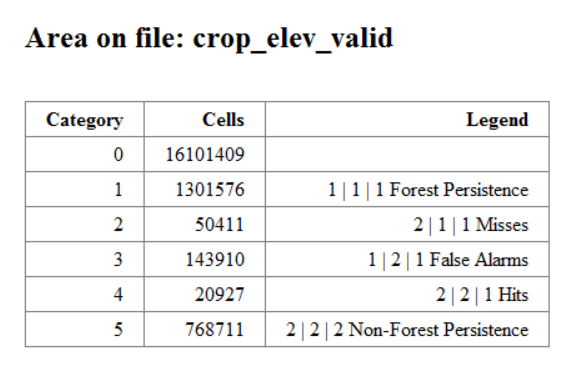 Area on file: crop_elev_valid
Category Cells Legend
0 16101409
1 1301576 1 | 1 | 1 Forest Persistence
2 50411 2 | 1 | 1 Misses
3 143910 1 | 2 | 1 False Alarms
4 20927 2 | 2 | 1 Hits
5 768711 2 | 2 | 2 Non-Forest Persistence